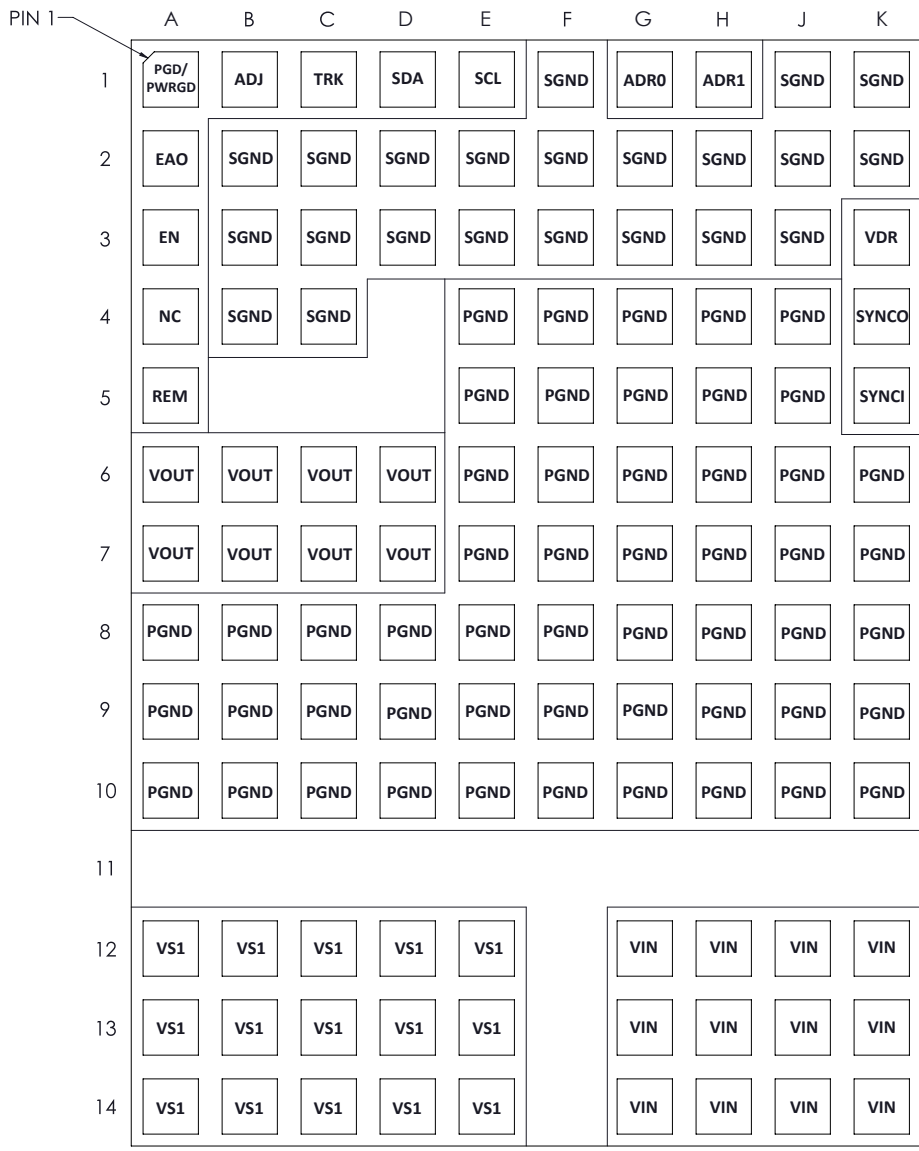 PIN 1
A B C D E F G H J K
1 PGD/ PWRGD ADJ TRK SDA SCL SGND ADR0 ADR1 SGND SGND
2 EAO SGND SGND SGND SGND SGND SGND SGND SGND SGND
3 EN SGND SGND SGND SGND SGND SGND SGND SGND VDR
4 NC SGND SGND PGND PGND PGND PGND PGND SYNCO
5 REM PGND PGND PGND PGND PGND SYNCI
6 VOUT VOUT VOUT VOUT PGND PGND PGND PGND PGND PGND
7 VOUT VOUT VOUT VOUT PGND PGND PGND PGND PGND PGND
8 PGND PGND PGND PGND PGND PGND PGND PGND PGND PGND
9 PGND PGND PGND PGND PGND PGND PGND PGND PGND PGND
10 PGND PGND PGND PGND PGND PGND PGND PGND PGND PGND
11
12 VS1 VS1 VS1 VS1 VS1 VIN VIN VIN VIN
13 VS1 VS1 VS1 VS1 VS1 VIN VIN VIN VIN
14 VS1 VS1 VS1 VS1 VS1 VIN VIN VIN VIN